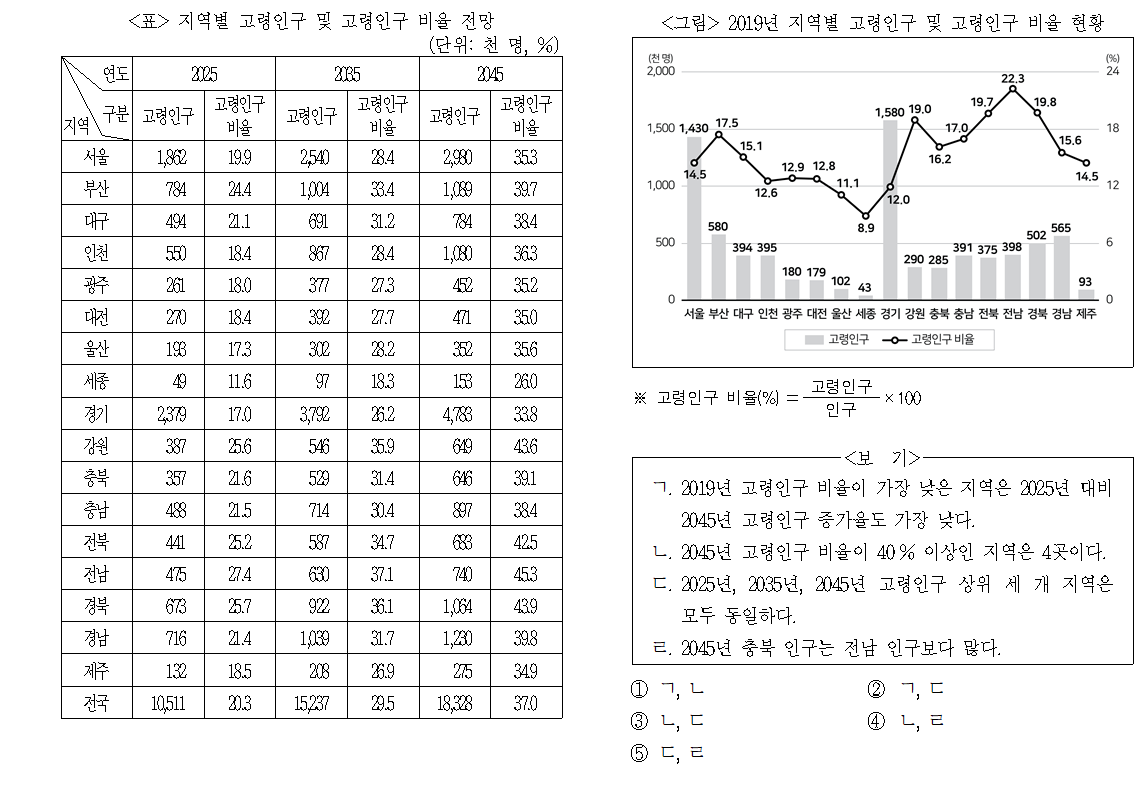 <표> 지역별 고령인구 및 고령인구 비율 전망
(단위: 천 명, %)
연도 2025 2035 2045
지역 구분 고령인구 고령인구 비율 고령인구 고령인구 비율 고령인구 고령인구 비율
서울 1,862 19.9 2,540 28.4 2,980 35.3
부산 784 24.4 1,004 33.4 1,089 39.7
대구 494 21.1 691 31.2 784 38.4
인천 550 18.4 867 28.4 1,080 36.3
광주 261 18.0 377 27.3 452 35.2
대전 270 18.4 392 27.7 471 35.0
울산 193 17.3 302 28.2 352 35.6
세종 49 11.6 97 18.3 153 26.0
경기 2,379 17.0 3,792 26.2 4,783 33.8
강원 387 25.6 546 35.9 649 43.6
충북 357 21.6 529 31.4 646 39.1
충남 488 21.5 714 30.4 897 38.4
전북 441 25.2 587 34.7 683 42.5
전남 475 27.4 630 37.1 740 45.3
경북 673 25.7 922 36.1 1,064 43.9
경남 716 21.4 1,039 31.7 1,230 39.8
제주 132 18.5 208 26.9 275 34.9
전국 10,511 20.3 15,237 29.5 18,328 37.0
<그림> 2019년 지역별 고령인구 및 고령인구 비율 현황
(천 명) (%)
2,000 24
1,500 18
1,000 12
500 6
0 0
14.5 17.5 15.1 12.6 12.9 12.8 11.1 8.9 12.0 19.0 16.2 17.0 19.7 22.3 19.8 15.6 14.5
1,430 580 394 395 180 179 102 43 1,580 290 285 391 375 398 502 565 93
서울 부산 대구 인천 광주 대전 울산 세종 경기 강원 충북 충남 전북 전남 경북 경남 제주
고령인구 고령인구 비율
※ 고령인구 비율(%) = 고령인구 / 인구 × 100
<보 기>
ㄱ. 2019년 고령인구 비율이 가장 낮은 지역은 2025년 대비
2045년 고령인구 증가율도 가장 낮다.
ㄴ. 2045년 고령인구 비율이 40% 이상인 지역은 4곳이다.
ㄷ. 2025년, 2035년, 2045년 고령인구 상위 세 개 지역은
모두 동일하다.
ㄹ. 2045년 충북 인구는 전남 인구보다 많다.
① ㄱ, ㄴ ② ㄱ, ㄷ
③ ㄴ, ㄷ ④ ㄴ, ㄹ
⑤ ㄷ, ㄹ